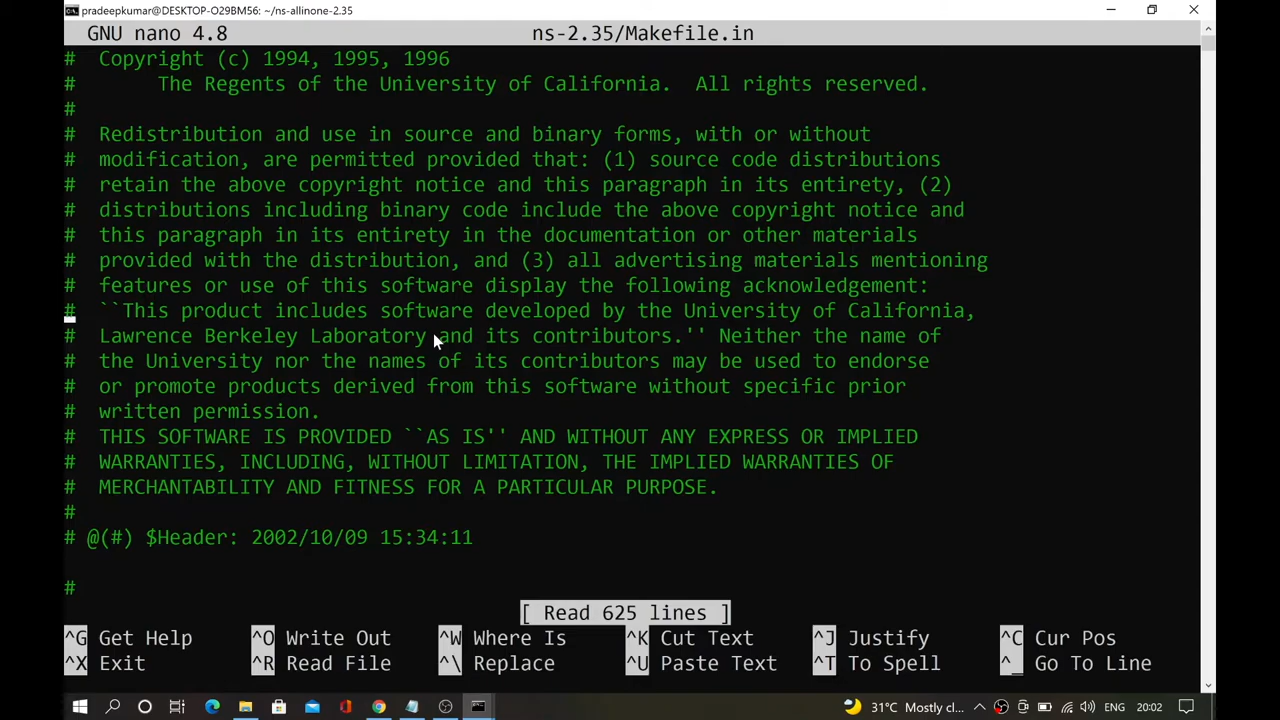 pradeepkumar@DESKTOP-O29BM56: ~/ns-allinone-2.35
GNU nano 4.8 ns-2.35/Makefile.in
# Copyright (c) 1994, 1995, 1996
# The Regents of the University of California. All rights reserved.
#
# Redistribution and use in source and binary forms, with or without
# modification, are permitted provided that: (1) source code distributions
# retain the above copyright notice and this paragraph in its entirety, (2)
# distributions including binary code include the above copyright notice and
# this paragraph in its entirety in the documentation or other materials
# provided with the distribution, and (3) all advertising materials mentioning
# features or use of this software display the following acknowledgement:
# ``This product includes software developed by the University of California,
# Lawrence Berkeley Laboratory and its contributors.'' Neither the name of
# the University nor the names of its contributors may be used to endorse
# or promote products derived from this software without specific prior
# written permission.
# THIS SOFTWARE IS PROVIDED ``AS IS'' AND WITHOUT ANY EXPRESS OR IMPLIED
# WARRANTIES, INCLUDING, WITHOUT LIMITATION, THE IMPLIED WARRANTIES OF
# MERCHANTABILITY AND FITNESS FOR A PARTICULAR PURPOSE.
#
# @(#) $Header: 2002/10/09 15:34:11
#
[ Read 625 lines ]
^G Get Help ^O Write Out ^W Where Is ^K Cut Text ^J Justify ^C Cur Pos
^X Exit ^R Read File ^\ Replace ^U Paste Text ^T To Spell ^_ Go To Line
31°C Mostly cl... ENG 20:02